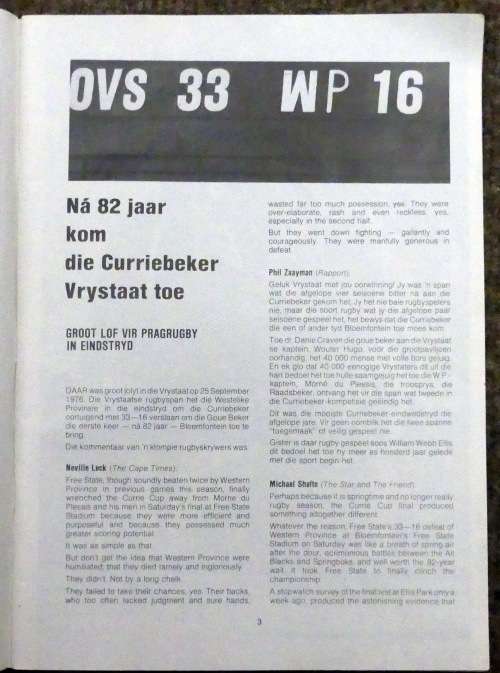 OVS 33 WP 16
Ná 82 jaar
kom
die Curriebeker
Vrystaat toe
GROOT LOF VIR PRAGRUGBY
IN EINDSTRYD
DAAR was groot jolyt in die Vrystaat op 25 September
1976. Die Vrystaatse rugbyspan het die Westelike
Provinsie in die eindstryd om die Curriebeker
oortuigend met 33—16 verslaan om die Goue Beker
die eerste keer — ná 82 jaar — Bloemfontein toe te
bring.
Die kommentaar van 'n klompie rugbyskrywers was:
Neville Leck (The Cape Times):
Free State, though soundly beaten twice by Western
Province in previous games this season, finally
wrenched the Currie Cup away from Morne du
Plessis and his men in Saturday's final at Free State
Stadium because they were more efficient and
purposeful and because they possessed much
greater scoring potential.
It was as simple as that.
But don't get the idea that Western Province were
humbled, that they died tamely and ingloriously.
They didn't. Not by a long chalk.
They failed to take their chances, yes. Their backs,
who too often lacked judgment and sure hands,
wasted far too much possession, yes. They were
over-elaborate, rash and even reckless, yes,
especially in the second half.
But they went down fighting — gallantly and
courageously. They were manfully generous in
defeat.
Phil Zaayman (Rapport):
Geluk Vrystaat met jou oorwinning! Jy was 'n span
wat die afgelope vier seisoene bitter ná aan die
Curriebeker gekom het. Jy het nie baie rugbyspelers
nie, maar die soort rugby wat jy die afgelope paar
seisoene gespeel het, het bewys dat die Curriebeker
die een of ander tyd Bloemfontein toe moes kom.
Toe dr. Danie Craven die goue beker aan die Vrystaat
se kaptein, Wouter Hugo, voor die grootpaviljoen
oorhandig, het 40 000 mense met volle bors gejuig.
En ek glo dat 40 000 eenogige Vrystaters dit uit die
hart bedoel het toe hulle saamgejuig het toe die W.P.-
kaptein, Morné du Plessis, die troosprys, die
Raadsbeker, ontvang het vir die span wat tweede in
die Curriebeker-kompetisie geëindig het.
Dit was die mooiste Curriebeker-eindwedstryd die
afgelope jare. Vir geen oomblik het die twee spanne
"toegemaak" of veilig gespeel nie.
Gister is daar rugby gespeel soos William Webb Ellis
dit bedoel het toe hy meer as honderd jaar gelede
met die sport begin het.
Michael Shafto (The Star and The Friend):
Perhaps because it is springtime and no longer really
rugby season, the Currie Cup final produced
something altogether different.
Whatever the reason, Free State's 33—16 defeat of
Western Province at Bloemfontein's Free State
Stadium on Saturday was like a breath of spring air
after the dour, acrimonious battles between the All
Blacks and Springboks, and well worth the 82-year
wait it took Free State to finally clinch the
championship.
A stopwatch survey of the final test at Ellis Park only a
week ago, produced the astonishing evidence that
3